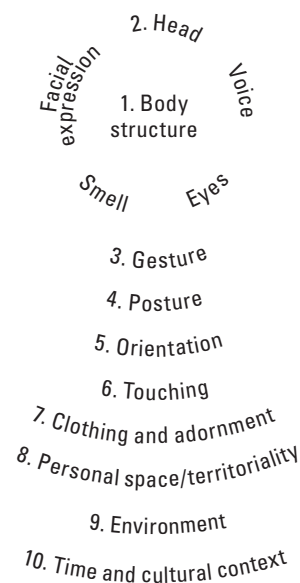 2. Head
Facial
expression
Voice
1. Body
structure
Smell
Eyes
3. Gesture
4. Posture
5. Orientation
6. Touching
7. Clothing and adornment
8. Personal space/territoriality
9. Environment
10. Time and cultural context